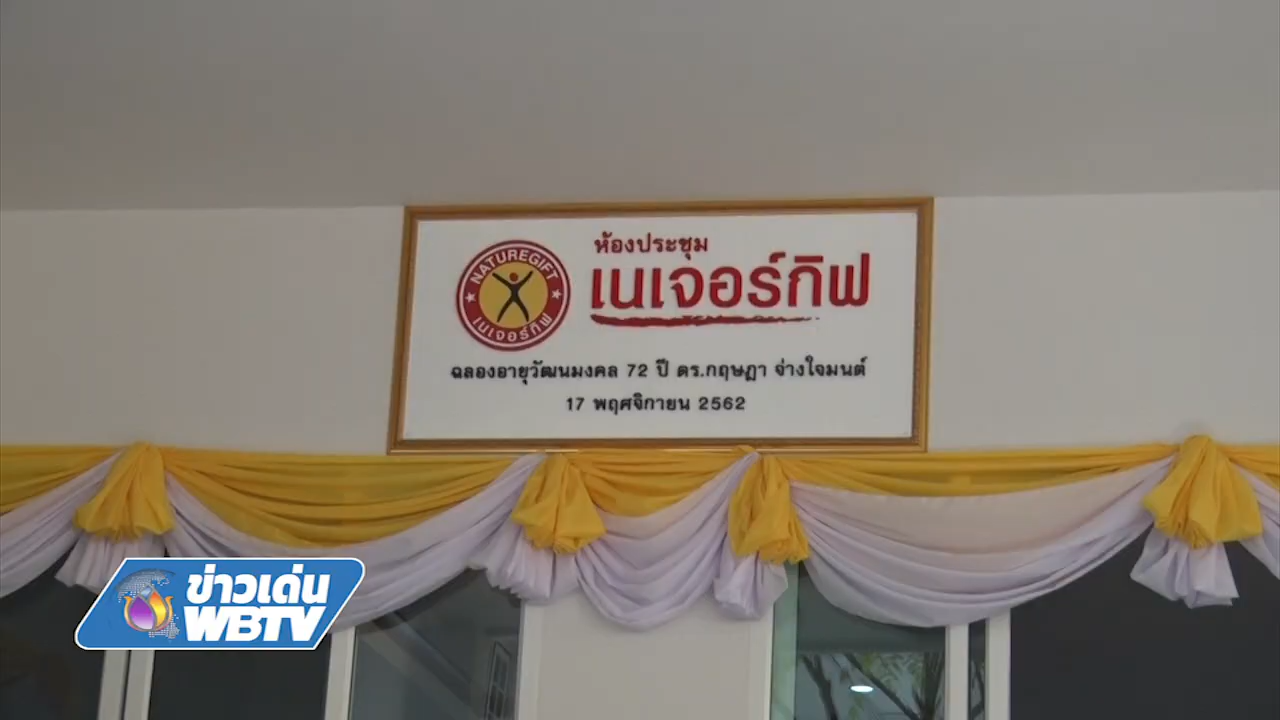 ห้องประชุม
เนเจอร์กิฟ
NATUREGIFT
เนเจอร์กิฟ
ฉลองอายุวัฒนมงคล 72 ปี ดร.กฤษฏา จ่างใจมนต์
17 พฤศจิกายน 2562
ข่าวเด่น
WBTV